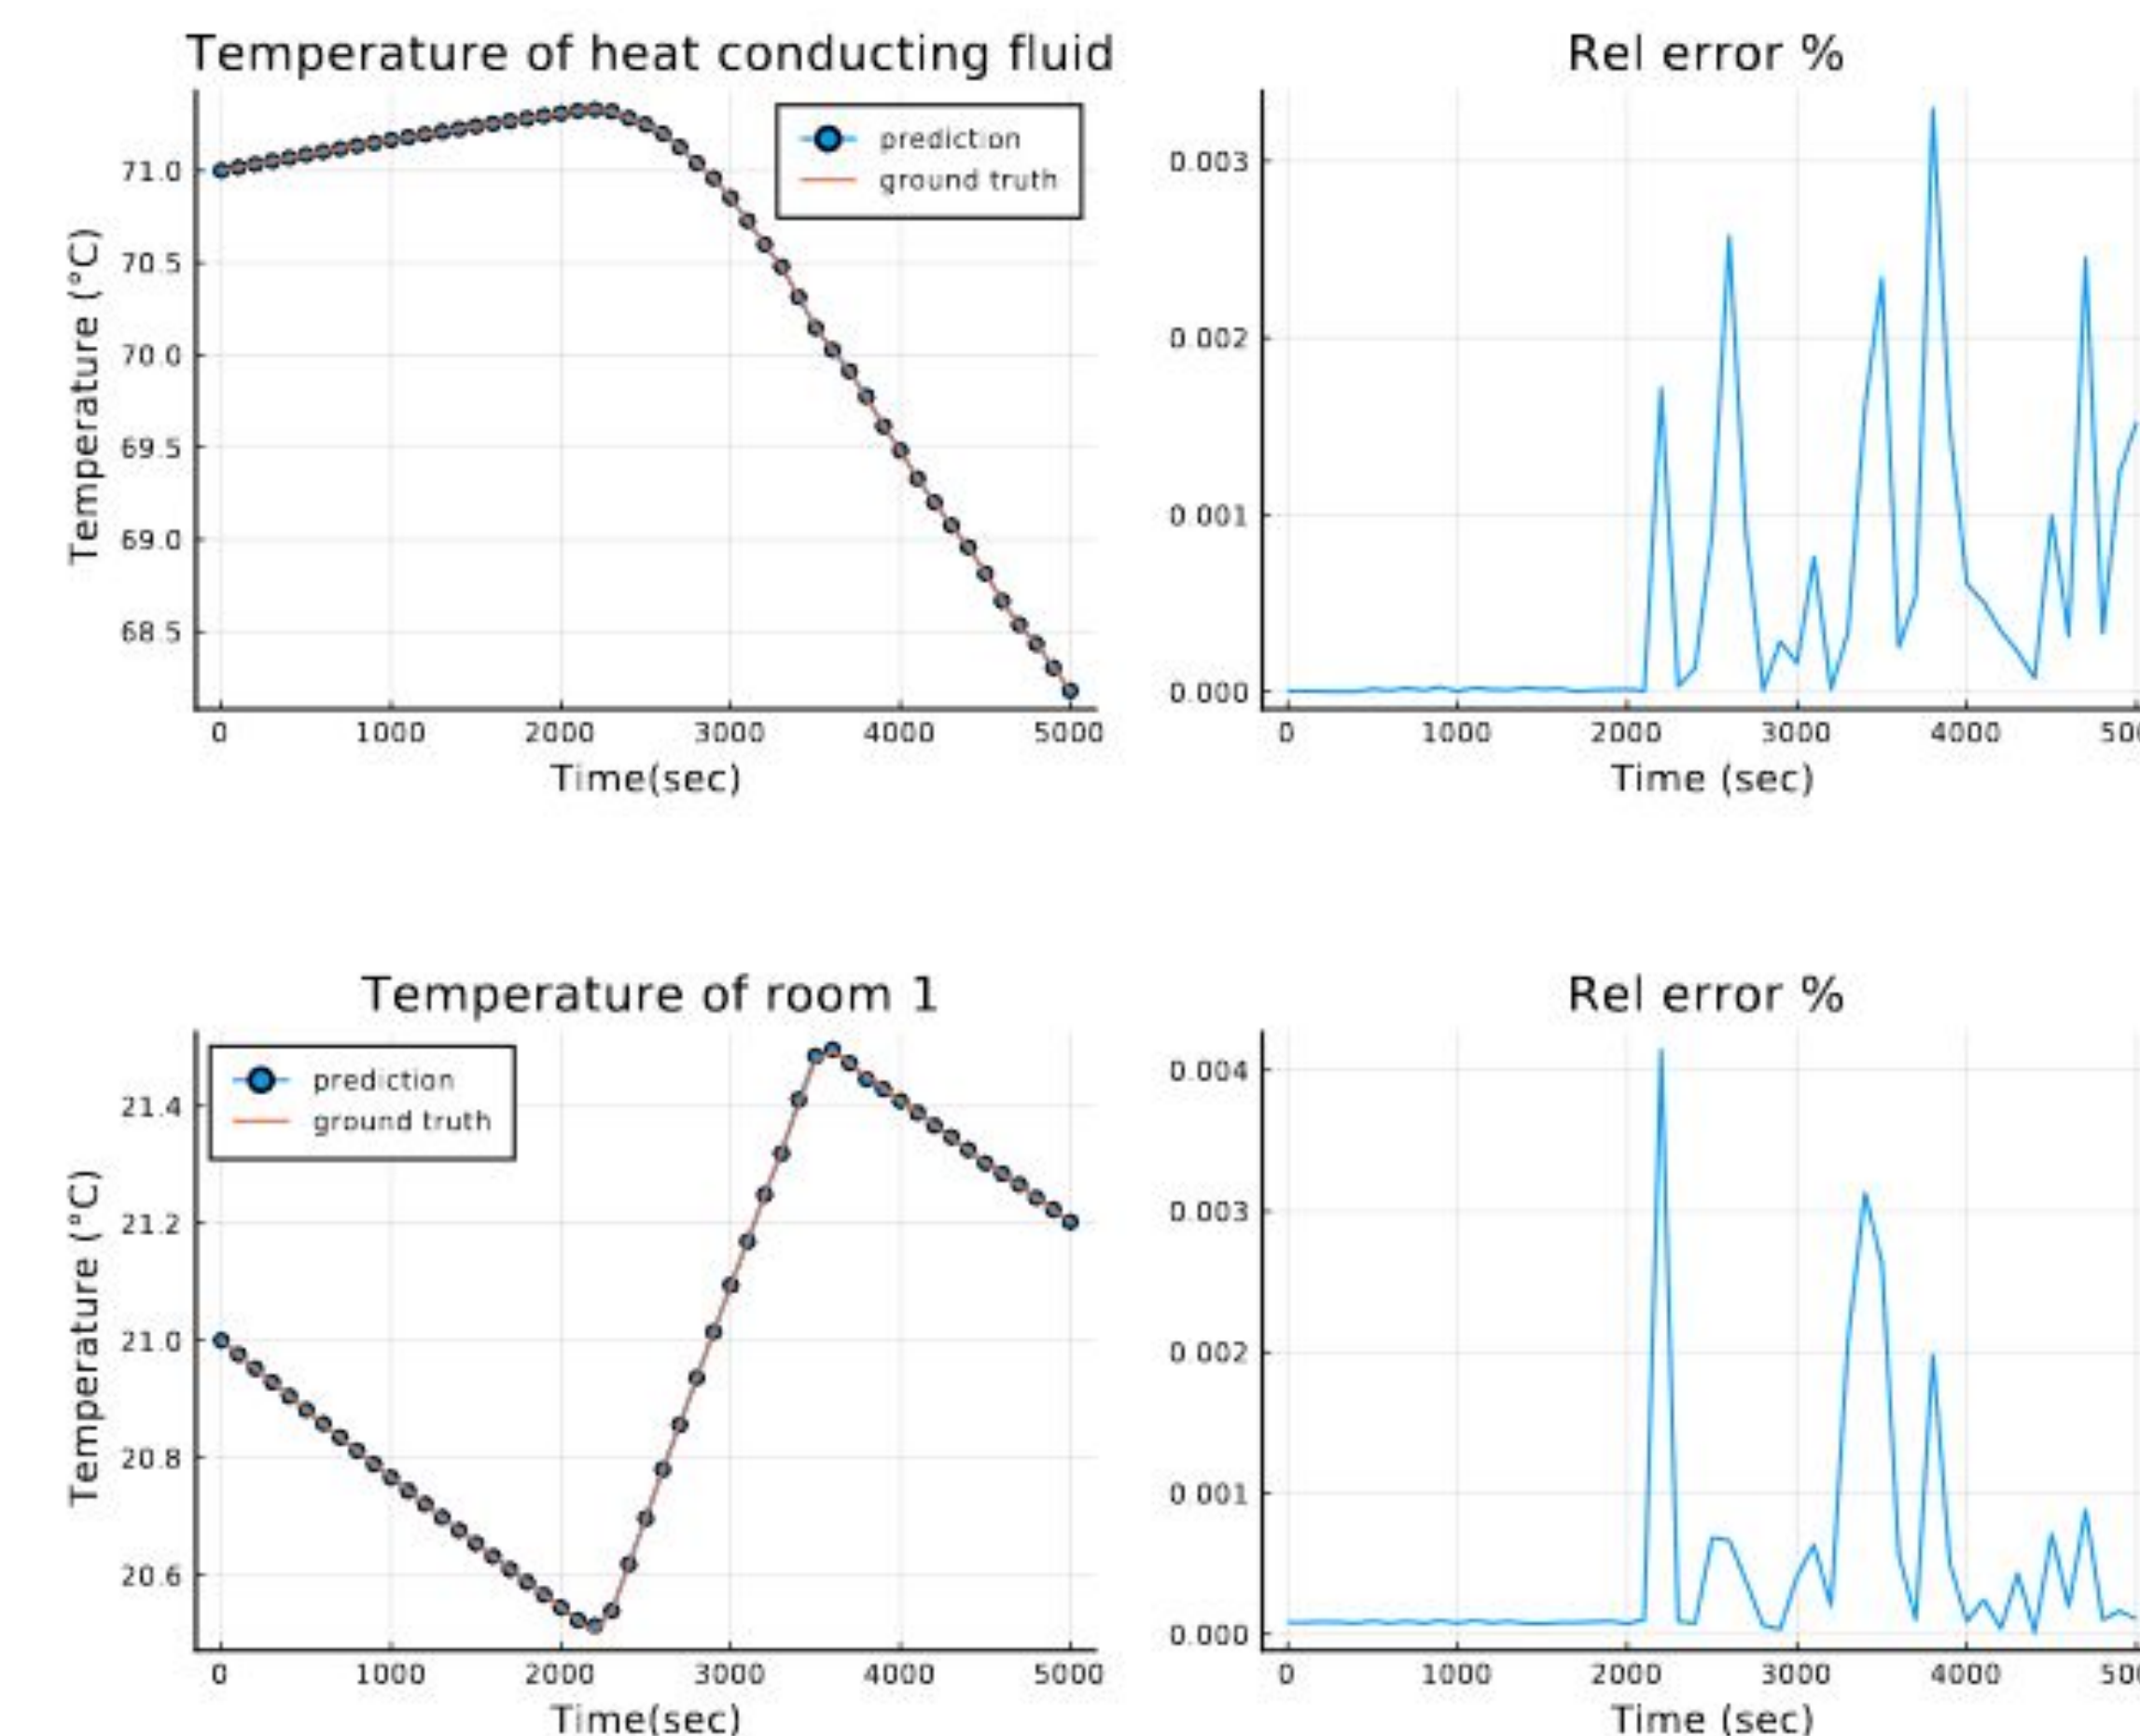 Temperature of heat conducting fluid
Temperature (°C)
71.0
70.5
70.0
69.5
69.0
68.5
prediction
ground truth
0 1000 2000 3000 4000 5000
Time(sec)
Rel error %
0.003
0.002
0.001
0.000
0 1000 2000 3000 4000 500
Time (sec)
Temperature of room 1
Temperature (°C)
prediction
ground truth
21.4
21.2
21.0
20.8
20.6
0 1000 2000 3000 4000 5000
Time(sec)
Rel error %
0.004
0.003
0.002
0.001
0.000
0 1000 2000 3000 4000 500
Time (sec)